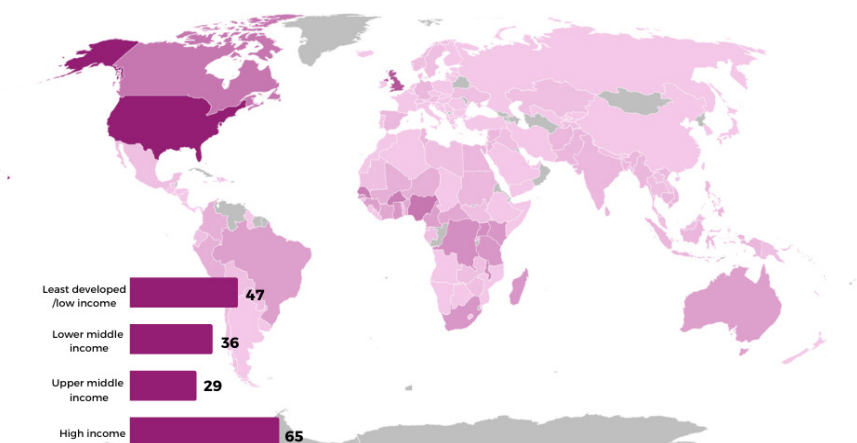 Least developed
/low income
47
Lower middle
income
36
Upper middle
income
29
High income
65